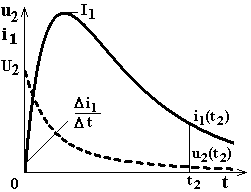 u₂
I₁
i₁
U₂
Δi₁
Δt
i₁(t₂)
u₂(t₂)
0
t₂
t